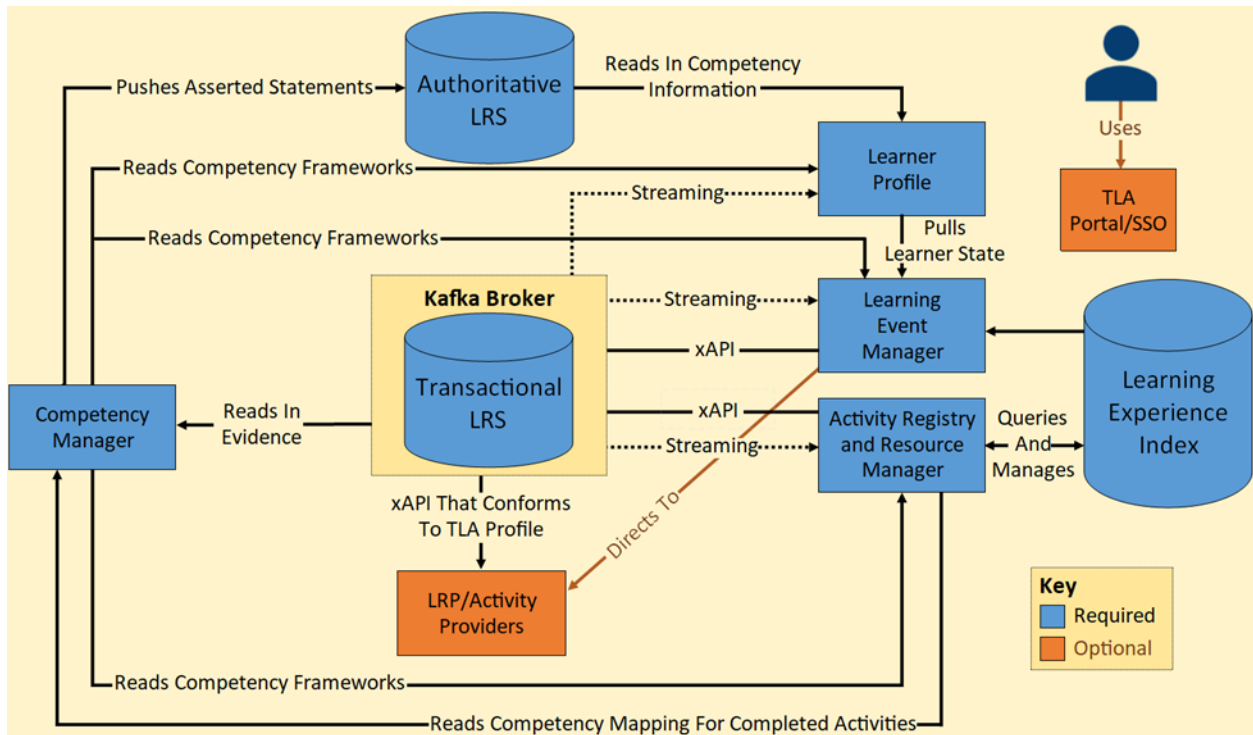 Pushes Asserted Statements
Authoritative
LRS
Reads In Competency
Information
Uses
Learner
Profile
Reads Competency Frameworks
Streaming
TLA
Portal/SSO
Pulls
Learner State
Reads Competency Frameworks
Kafka Broker
Streaming
Learning
Event
Manager
xAPI
Transactional
LRS
Learning
Experience
Index
Competency
Manager
Reads In
Evidence
xAPI
Streaming
Activity Registry
and Resource
Manager
Queries
And
Manages
xAPI That Conforms
To TLA Profile
Directs To
LRP/Activity
Providers
Key
Required
Optional
Reads Competency Frameworks
Reads Competency Mapping For Completed Activities